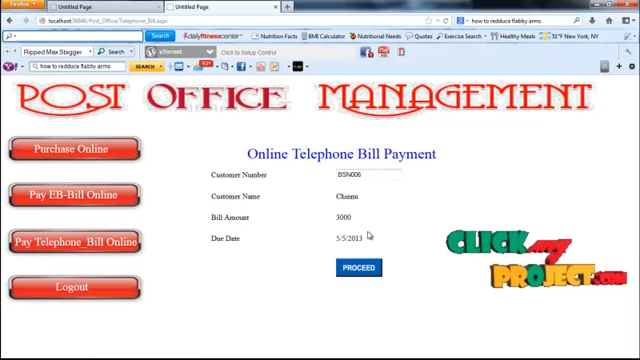 Firefox
Untitled Page
Untitled Page
localhost:30846/Post_Office/Telephone_Bill.aspx
how to redduce flabby arms
Search
dailyfitnesscenter
Nutrition Facts
BMI Calculator
Nutritional Needs
Quotes
Exercise Search
Healthy Meals
51°F New York, NY
Ripped Max Stagger
Search
uTorrent
Click to Setup Control
Y!
how to redduce flabby arms
SEARCH
POST OFFICE MANAGEMENT
Purchase Online
Pay EB-Bill Online
Pay Telephone_Bill Online
Logout
Online Telephone Bill Payment
Customer Number BSN006
Customer Name Chinnu
Bill Amount 3000
Due Date 5/5/2013
PROCEED
CLICK my
PROJECT.com